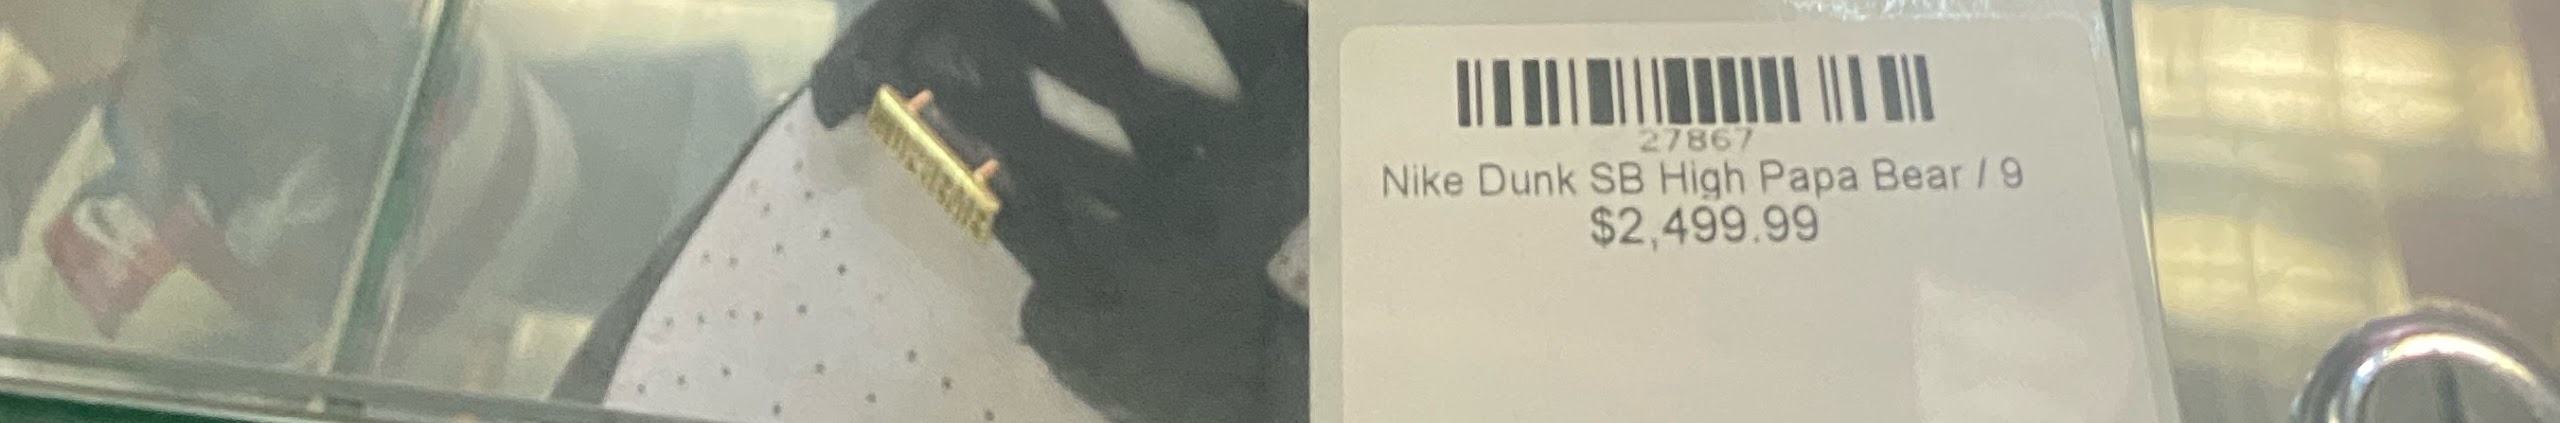 27867
Nike Dunk SB High Papa Bear / 9
$2,499.99